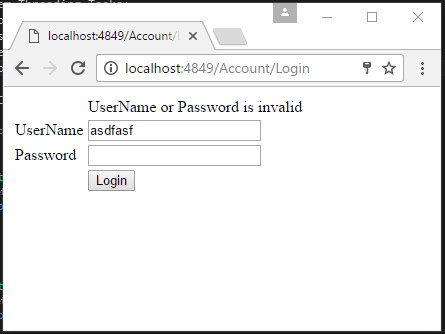 localhost:4849/Account/
localhost:4849/Account/Login
UserName or Password is invalid
UserName asdfasf
Password
Login